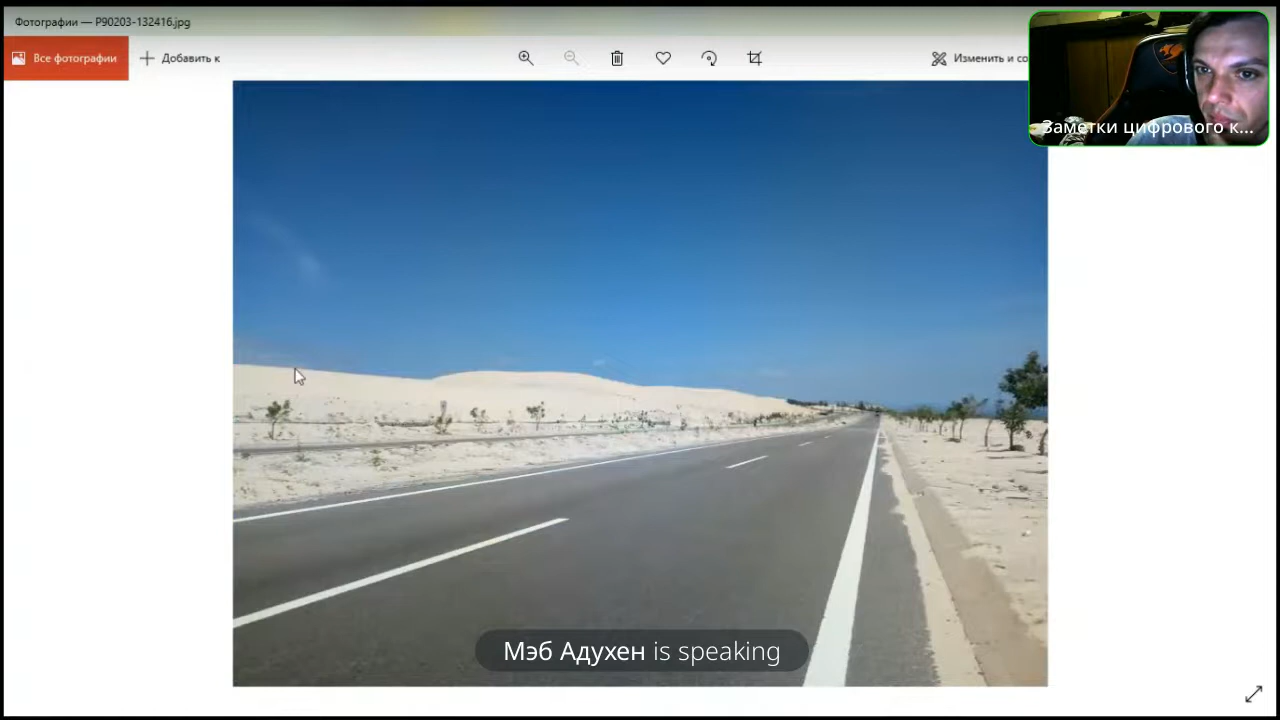 Фотографии — P90203-132416.jpg
Все фотографии
Добавить к
Изменить и со
Заметки цифрового к...
Мэб Адухен is speaking